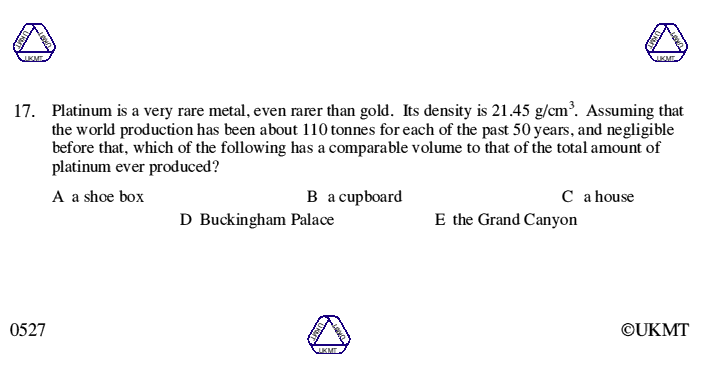 UKMT UKMT UKMT
UKMT UKMT UKMT
17. Platinum is a very rare metal, even rarer than gold. Its density is 21.45 g/cm³. Assuming that
the world production has been about 110 tonnes for each of the past 50 years, and negligible
before that, which of the following has a comparable volume to that of the total amount of
platinum ever produced?
A a shoe box B a cupboard C a house
D Buckingham Palace E the Grand Canyon
0527 UKMT UKMT UKMT ©UKMT